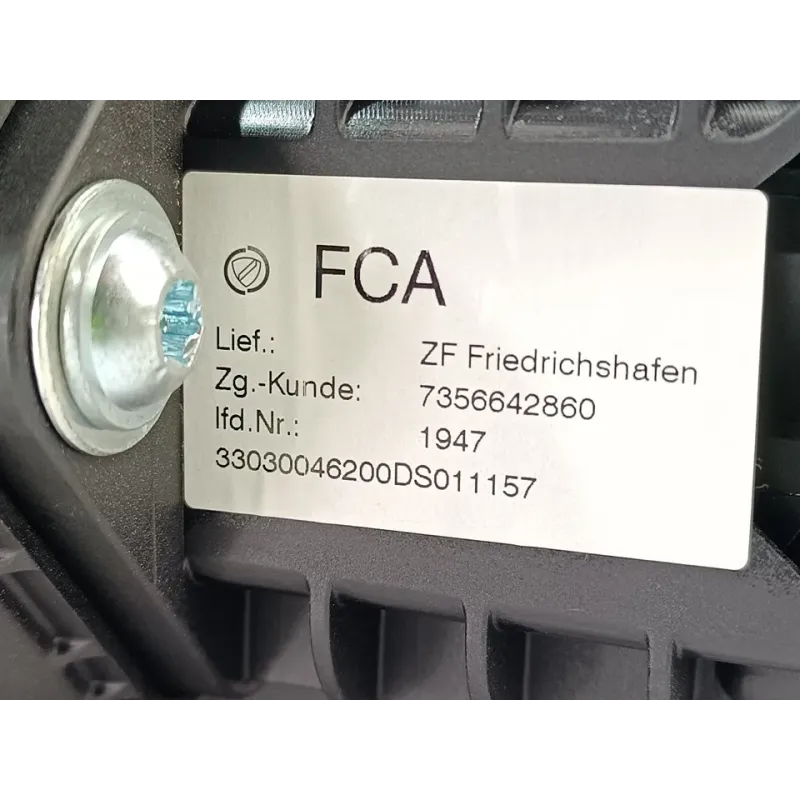 FCA
Lief.: ZF Friedrichshafen
Zg.-Kunde: 7356642860
lfd.Nr.: 1947
33030046200DS011157